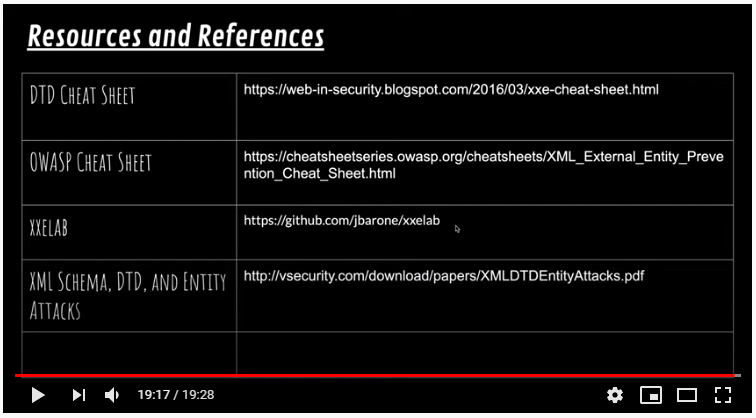 Resources and References
DTD Cheat Sheet
https://web-in-security.blogspot.com/2016/03/xxe-cheat-sheet.html
OWASP Cheat Sheet
https://cheatsheetseries.owasp.org/cheatsheets/XML_External_Entity_Preve
ntion_Cheat_Sheet.html
XXELAB
https://github.com/jbarone/xxelab
XML Schema, DTD, and Entity
Attacks
http://vsecurity.com/download/papers/XMLDTDEntityAttacks.pdf
19:17 / 19:28